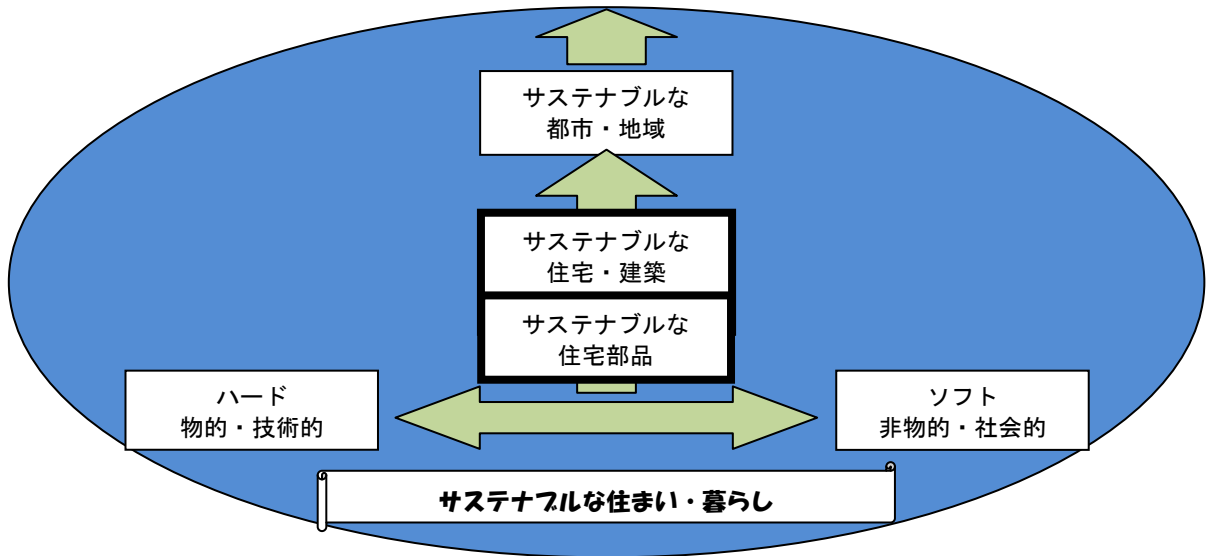 サステナブルな
都市・地域
サステナブルな
住宅・建築
サステナブルな
住宅部品
ハード
物的・技術的
ソフト
非物的・社会的
サステナブルな住まい・暮らし